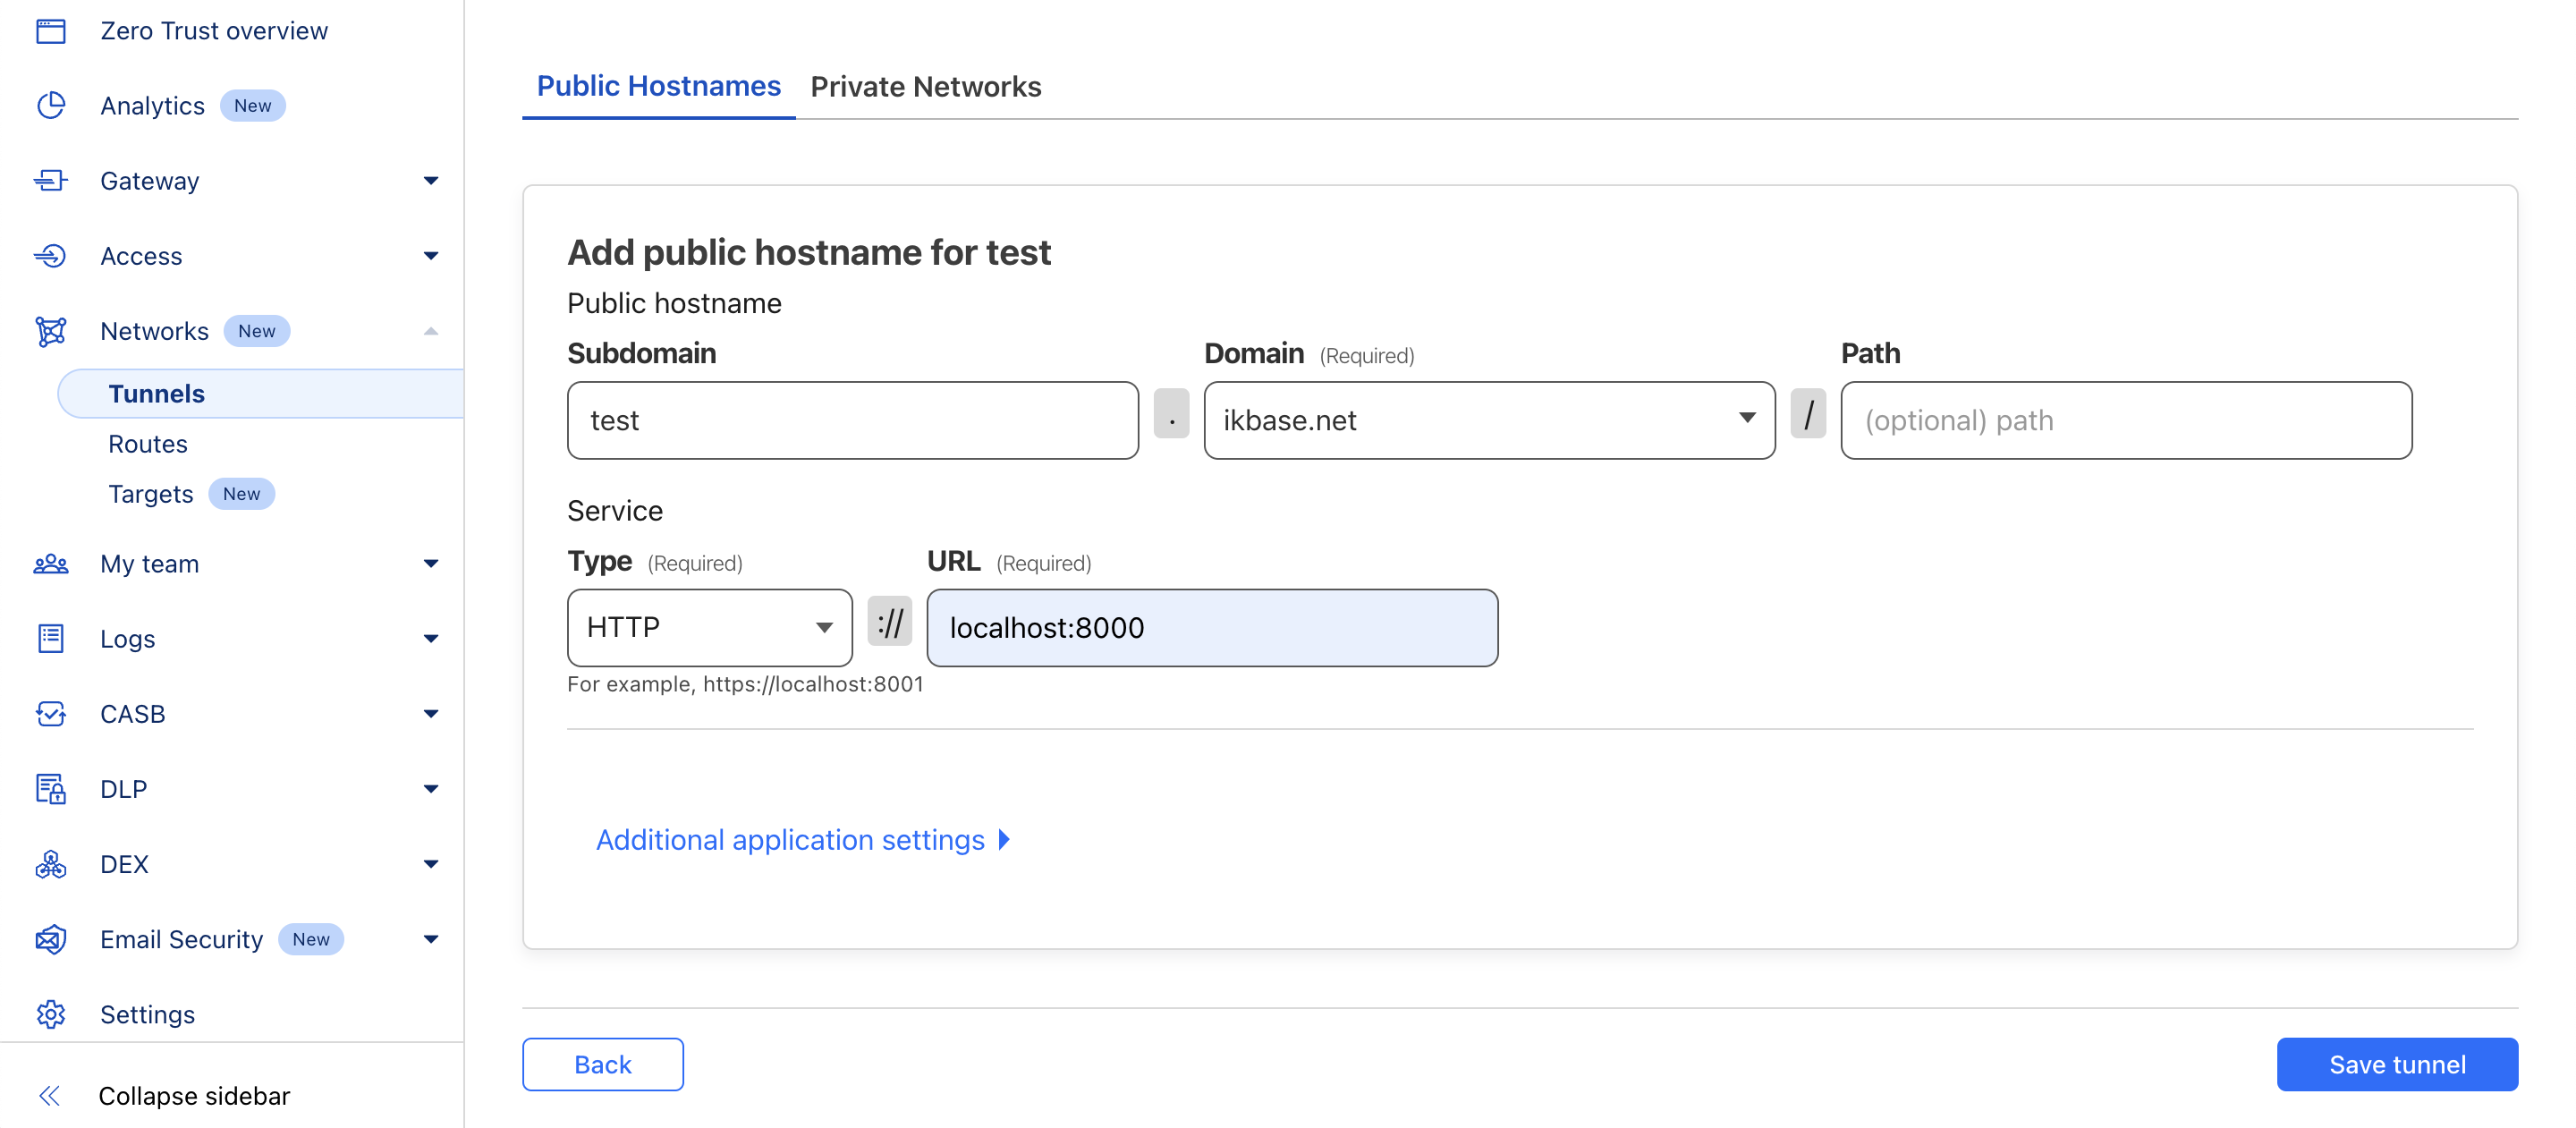 Zero Trust overview
Analytics New
Gateway
Access
Networks New
Tunnels
Routes
Targets New
My team
Logs
CASB
DLP
DEX
Email Security New
Settings
Collapse sidebar
Public Hostnames Private Networks
Add public hostname for test
Public hostname
Subdomain Domain (Required) Path
test . ikbase.net / (optional) path
Service
Type (Required) URL (Required)
HTTP :// localhost:8000
For example, https://localhost:8001
Additional application settings
Back Save tunnel